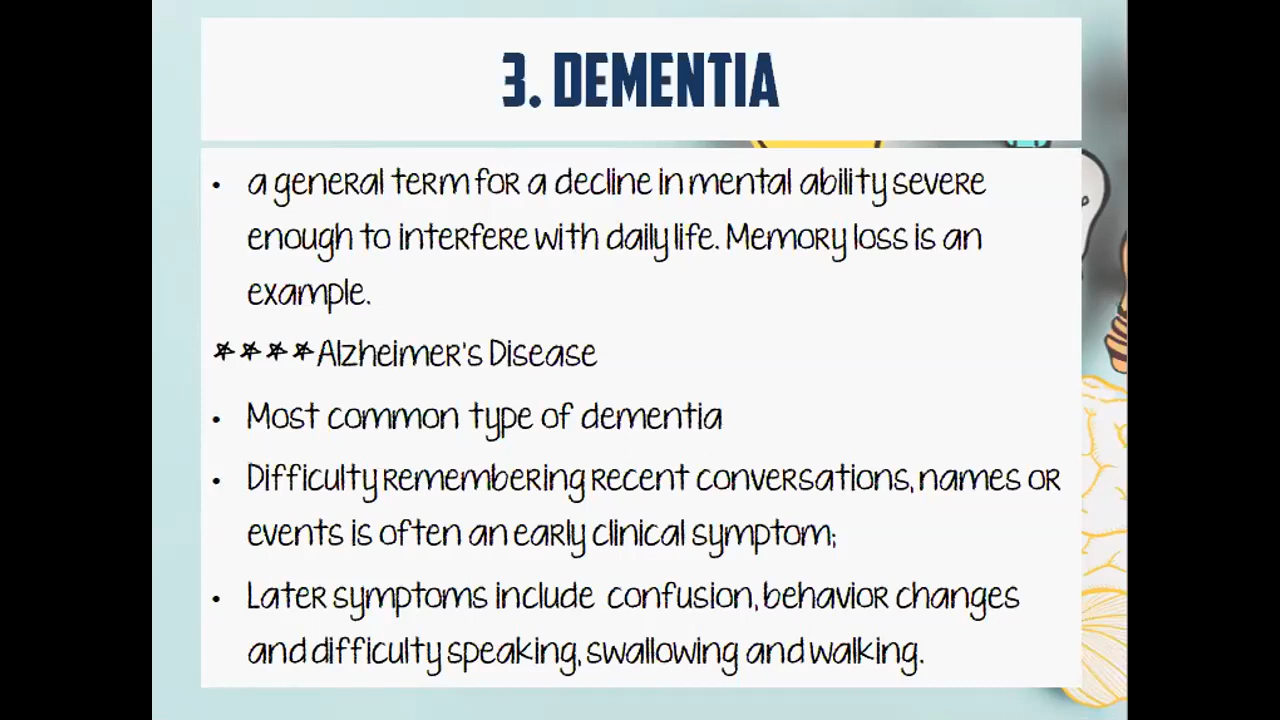 3. DEMENTIA
• a general term for a decline in mental ability severe
enough to interfere with daily life. Memory loss is an
example.
****Alzheimer's Disease
• Most common type of dementia
• Difficulty remembering recent conversations, names or
events is often an early clinical symptom;
• Later symptoms include confusion, behavior changes
and difficulty speaking, swallowing and walking.